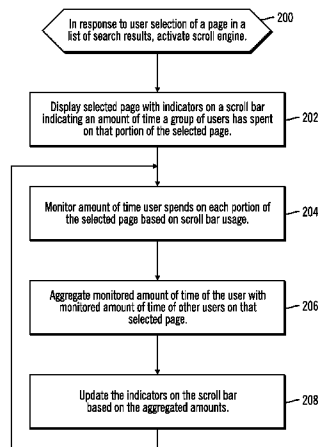 In response to user selection of a page in a
list of search results, activate scroll engine.
200
Display selected page with indicators on a scroll bar
indicating an amount of time a group of users has spent
on that portion of the selected page.
202
Monitor amount of time user spends on each portion of
the selected page based on scroll bar usage.
204
Aggregate monitored amount of time of the user with
monitored amount of time of other users on that
selected page.
206
Update the indicators on the scroll bar
based on the aggregated amounts.
208